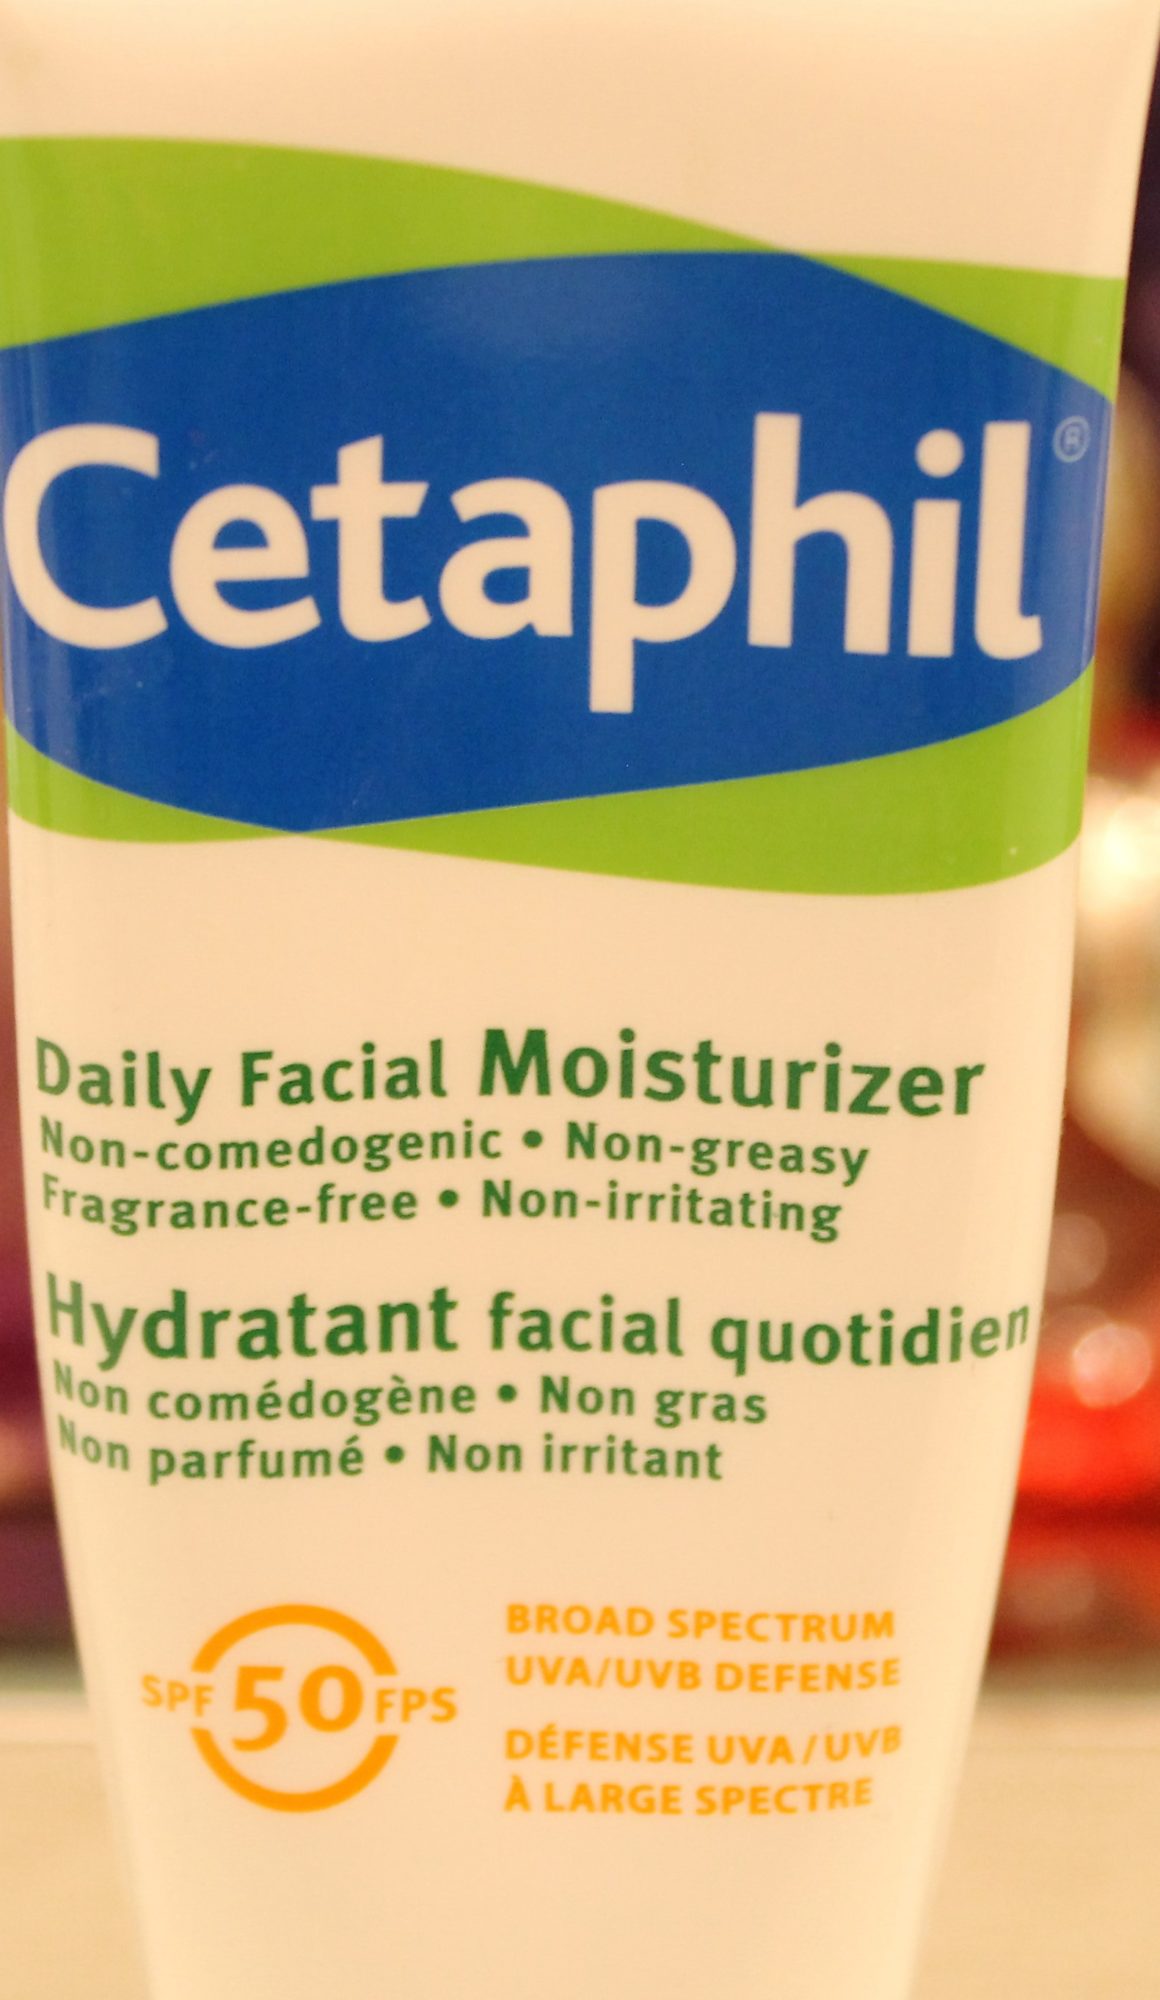 Cetaphil®
Daily Facial Moisturizer
Non-comedogenic • Non-greasy
Fragrance-free • Non-irritating
Hydratant facial quotidien
Non comédogène • Non gras
Non parfumé • Non irritant
SPF 50 FPS
BROAD SPECTRUM
UVA/UVB DEFENSE
DÉFENSE UVA/UVB
À LARGE SPECTRE